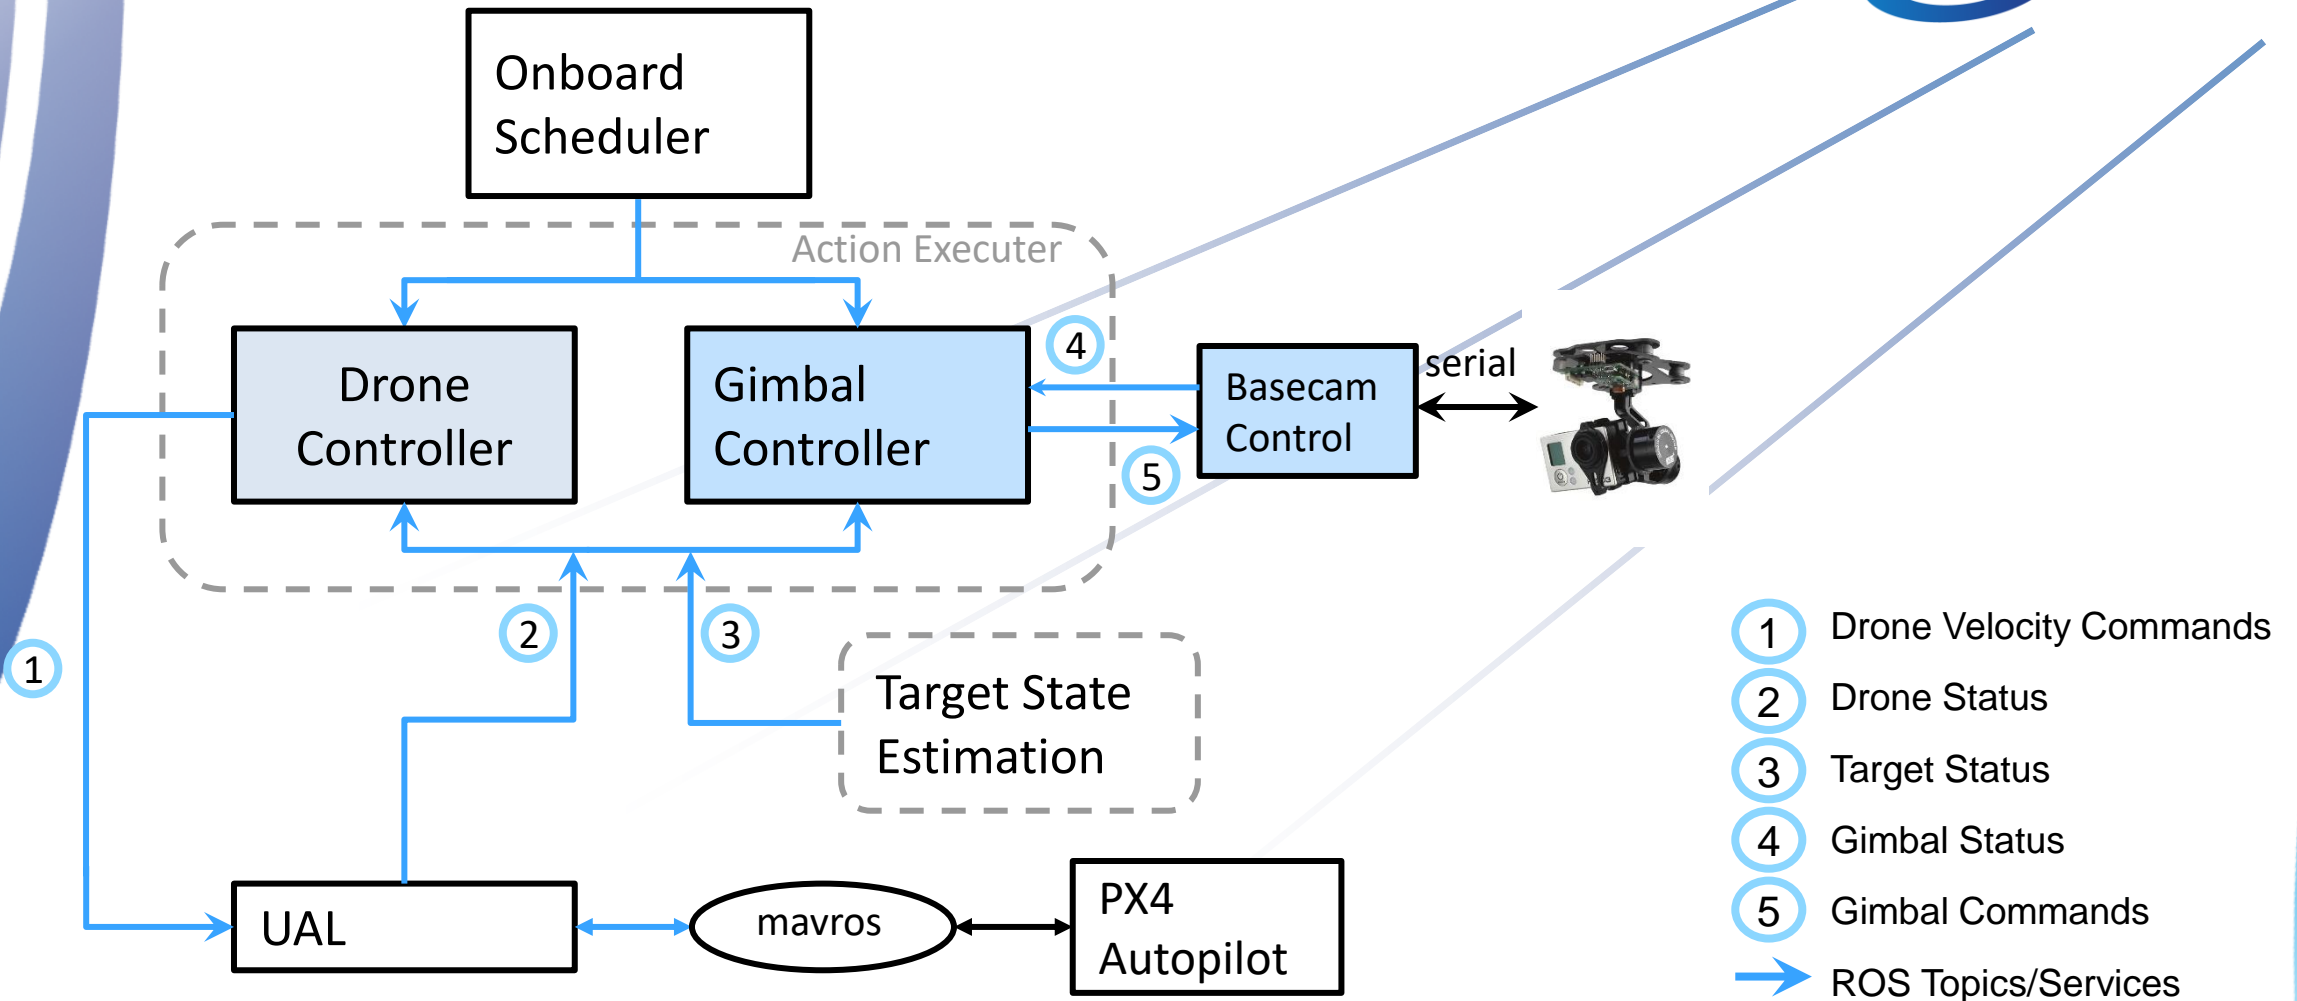 Onboard
Scheduler
Action Executer
Drone
Controller
Gimbal
Controller
4
5
Basecam
Control
serial
1
2
3
Target State
Estimation
UAL
mavros
PX4
Autopilot
1 Drone Velocity Commands
2 Drone Status
3 Target Status
4 Gimbal Status
5 Gimbal Commands
ROS Topics/Services